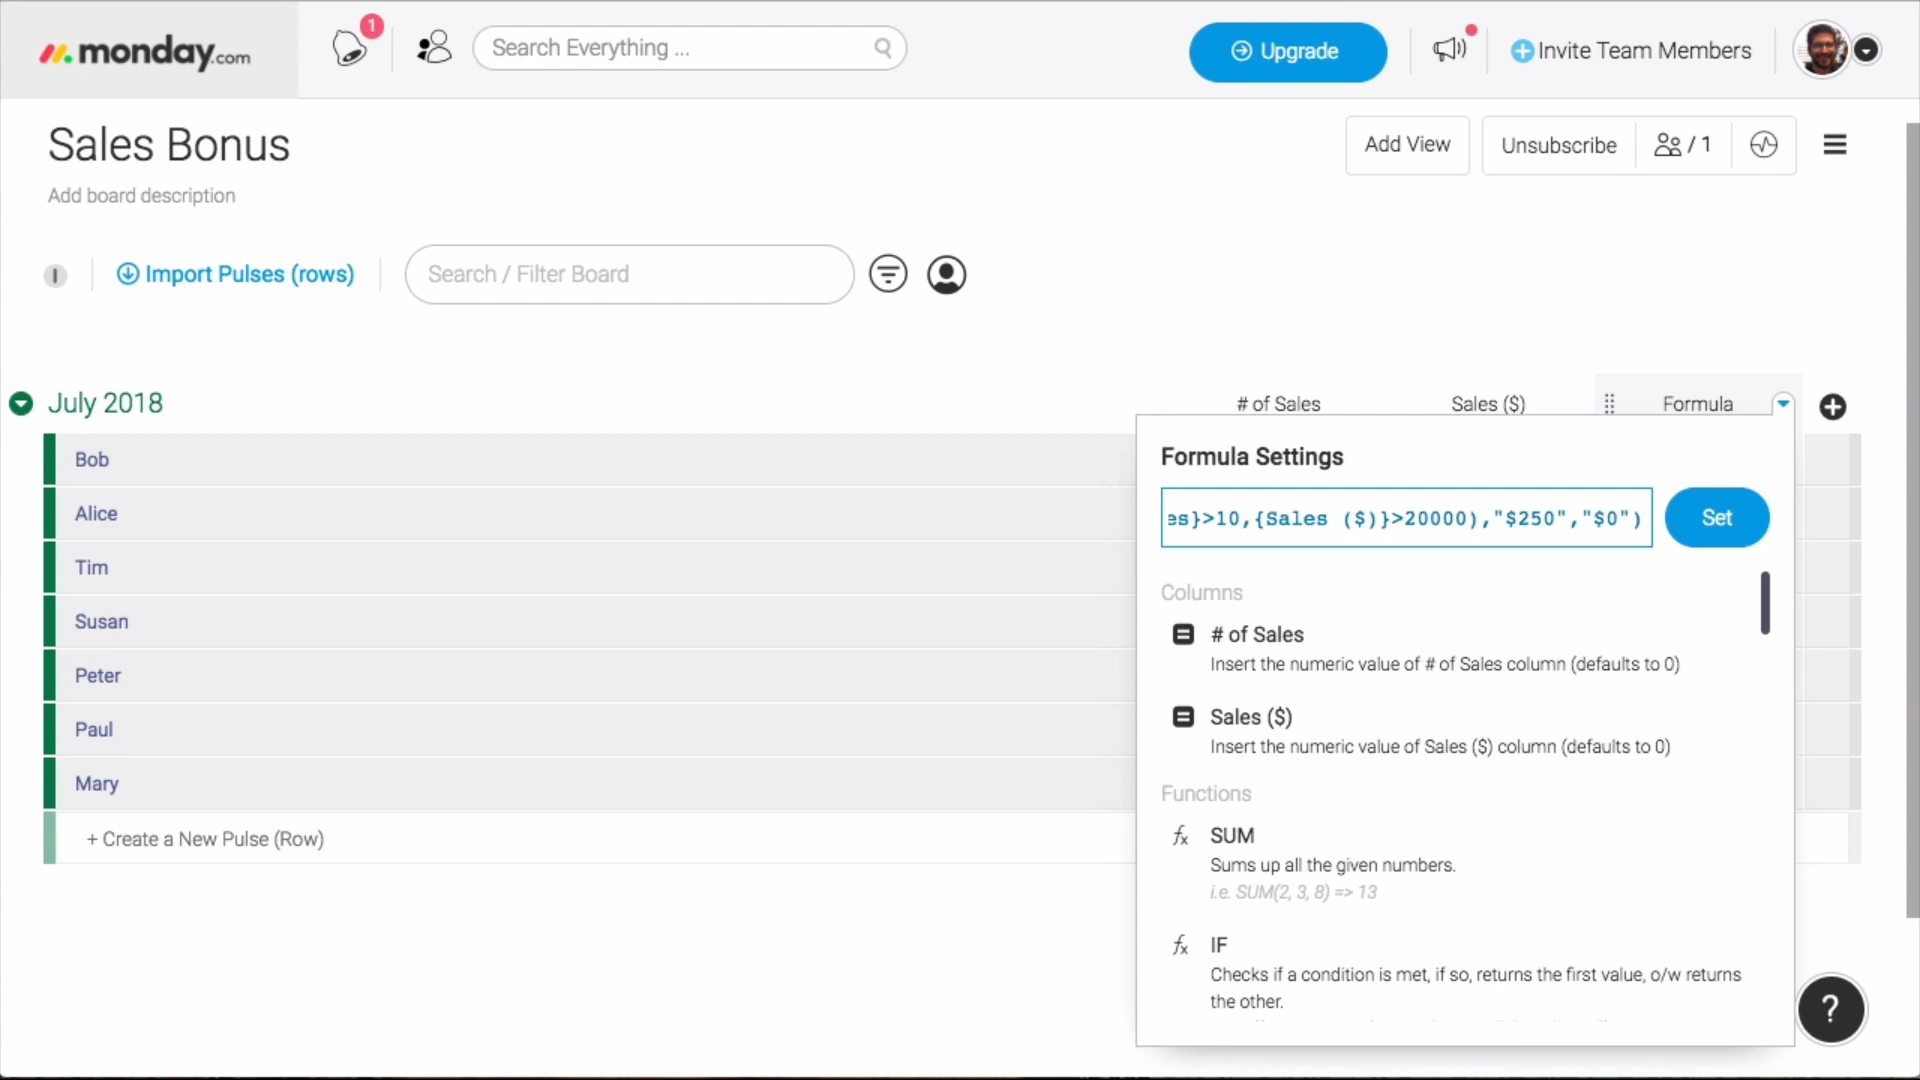 monday.com
1
Search Everything ...
Upgrade
Invite Team Members
Sales Bonus
Add View
Unsubscribe
/ 1
Add board description
Import Pulses (rows)
Search / Filter Board
July 2018
# of Sales
Sales ($)
Formula
Bob
Alice
Tim
Susan
Peter
Paul
Mary
+ Create a New Pulse (Row)
Formula Settings
es}>10,{Sales ($)}>20000),"$250","$0")
Set
Columns
# of Sales
Insert the numeric value of # of Sales column (defaults to 0)
Sales ($)
Insert the numeric value of Sales ($) column (defaults to 0)
Functions
fx SUM
Sums up all the given numbers.
i.e. SUM(2, 3, 8) => 13
fx IF
Checks if a condition is met, if so, returns the first value, o/w returns
the other.
?